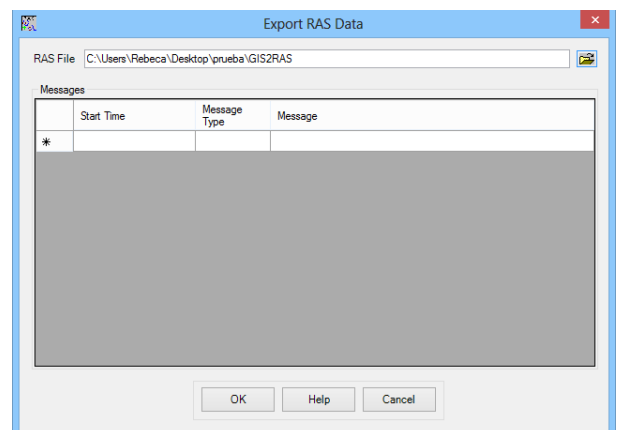 Export RAS Data
RAS File C:\Users\Rebeca\Desktop\prueba\GIS2RAS
Messages
Start Time Message Type Message
*
OK Help Cancel